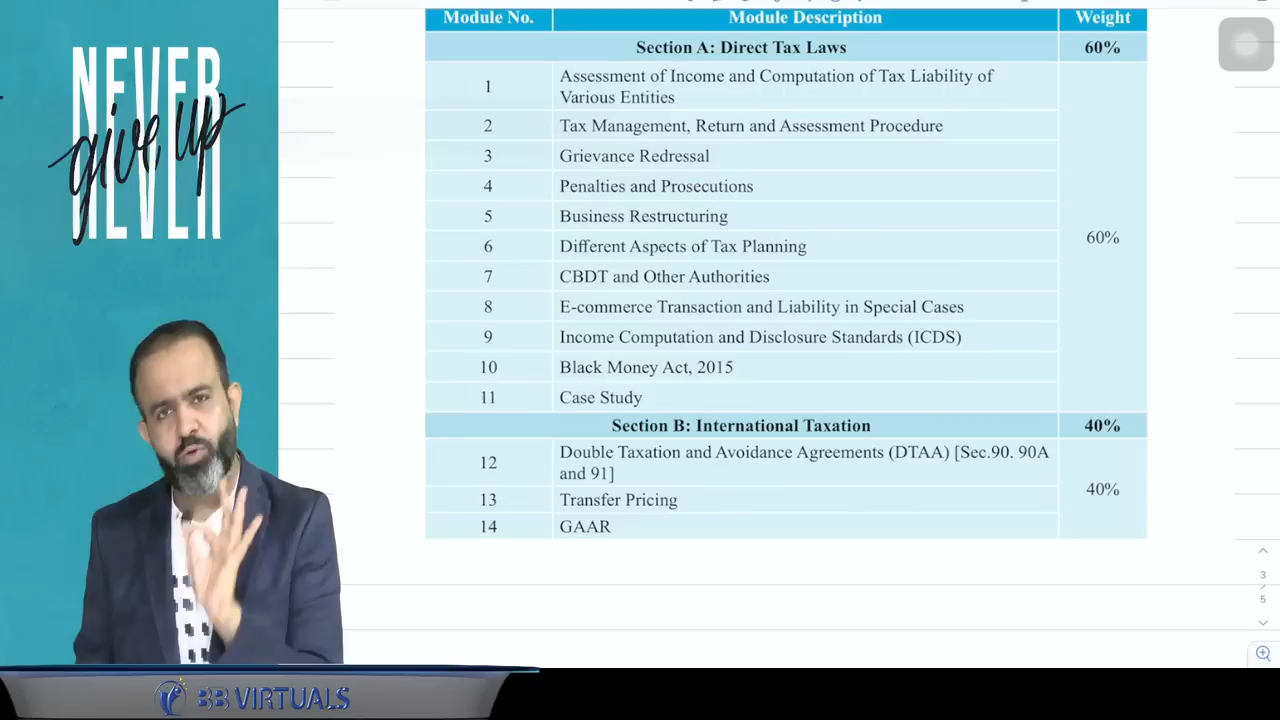 NEVER
give up
NEVER
Module No. Module Description Weight
Section A: Direct Tax Laws 60%
1 Assessment of Income and Computation of Tax Liability of
Various Entities
2 Tax Management, Return and Assessment Procedure
3 Grievance Redressal
4 Penalties and Prosecutions
5 Business Restructuring
60%
6 Different Aspects of Tax Planning
7 CBDT and Other Authorities
8 E-commerce Transaction and Liability in Special Cases
9 Income Computation and Disclosure Standards (ICDS)
10 Black Money Act, 2015
11 Case Study
Section B: International Taxation 40%
12 Double Taxation and Avoidance Agreements (DTAA) [Sec.90. 90A
and 91]
40%
13 Transfer Pricing
14 GAAR
3
/
5
BB VIRTUALS